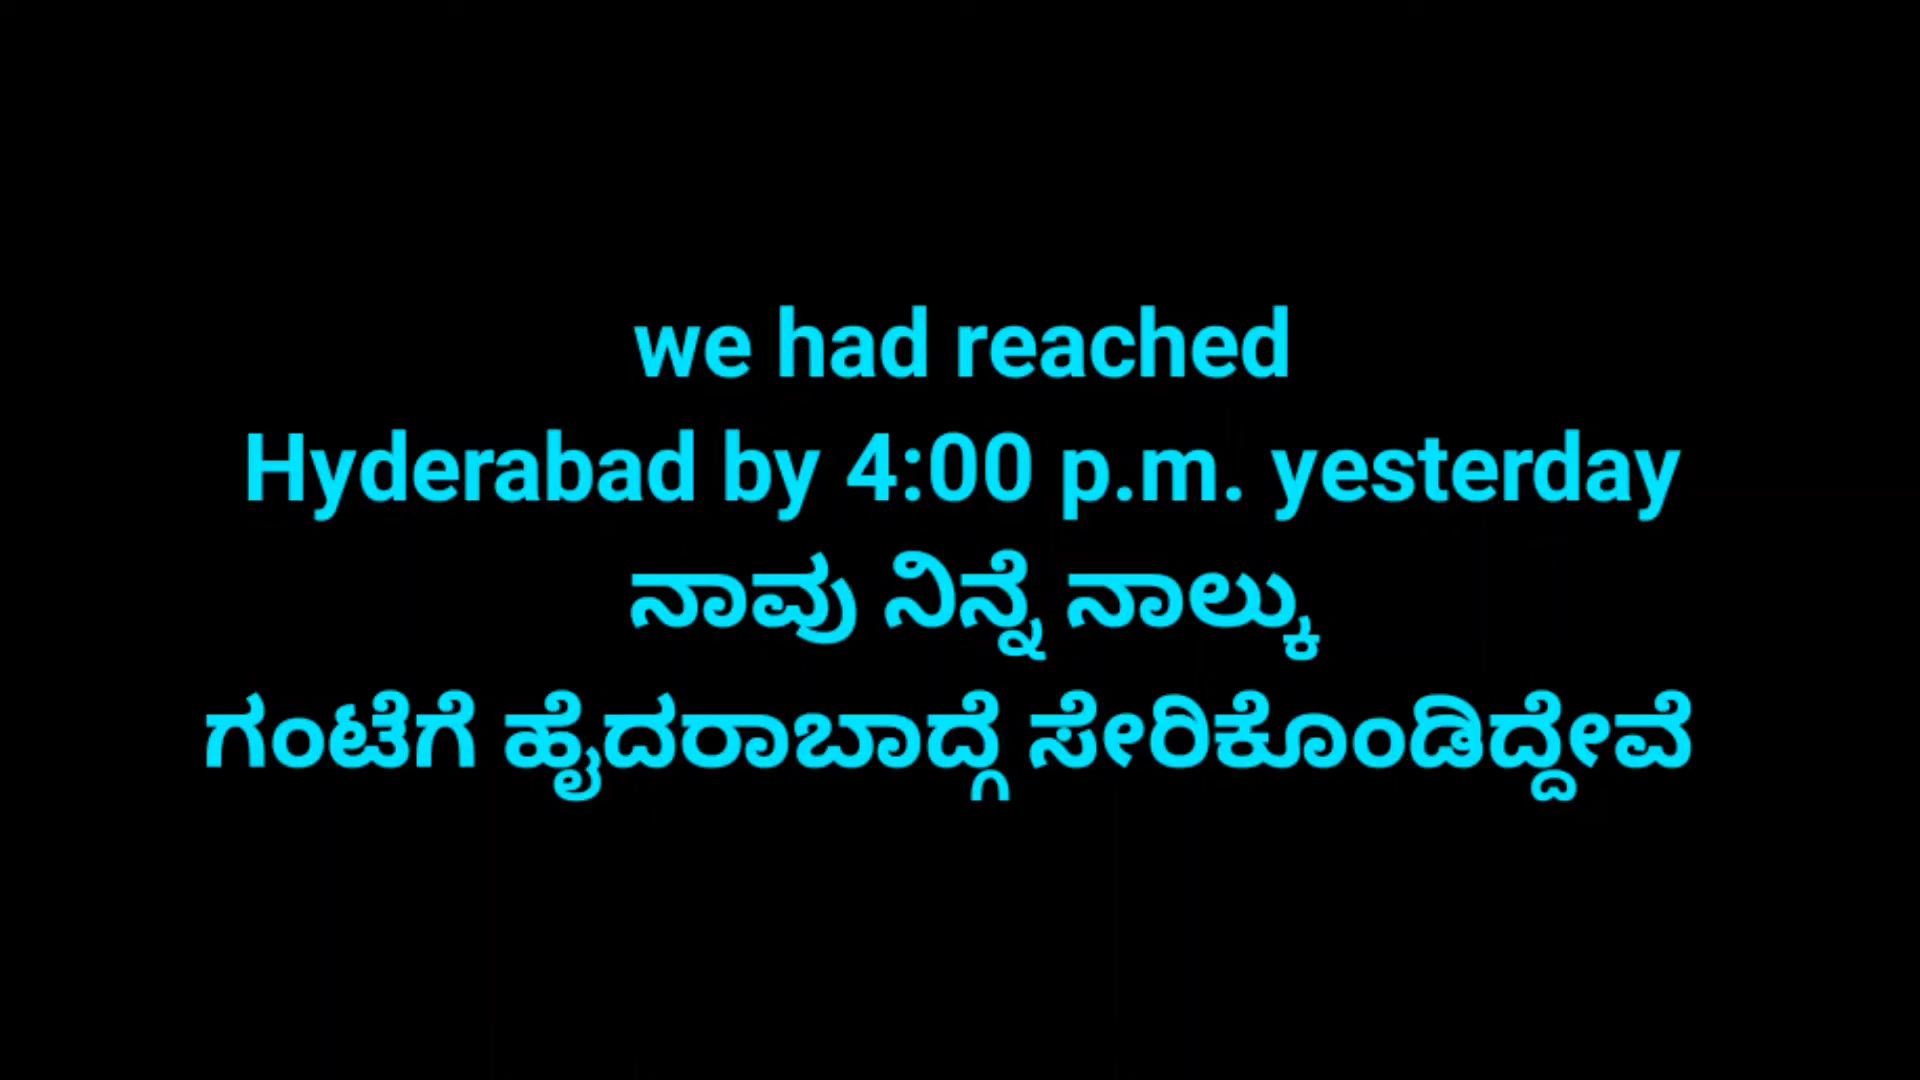 we had reached
Hyderabad by 4:00 p.m. yesterday
ನಾವು ನಿನ್ನೆ ನಾಲ್ಕು
ಗಂಟೆಗೆ ಹೈದರಾಬಾದ್ಗೆ ಸೇರಿಕೊಂಡಿದ್ದೇವೆ